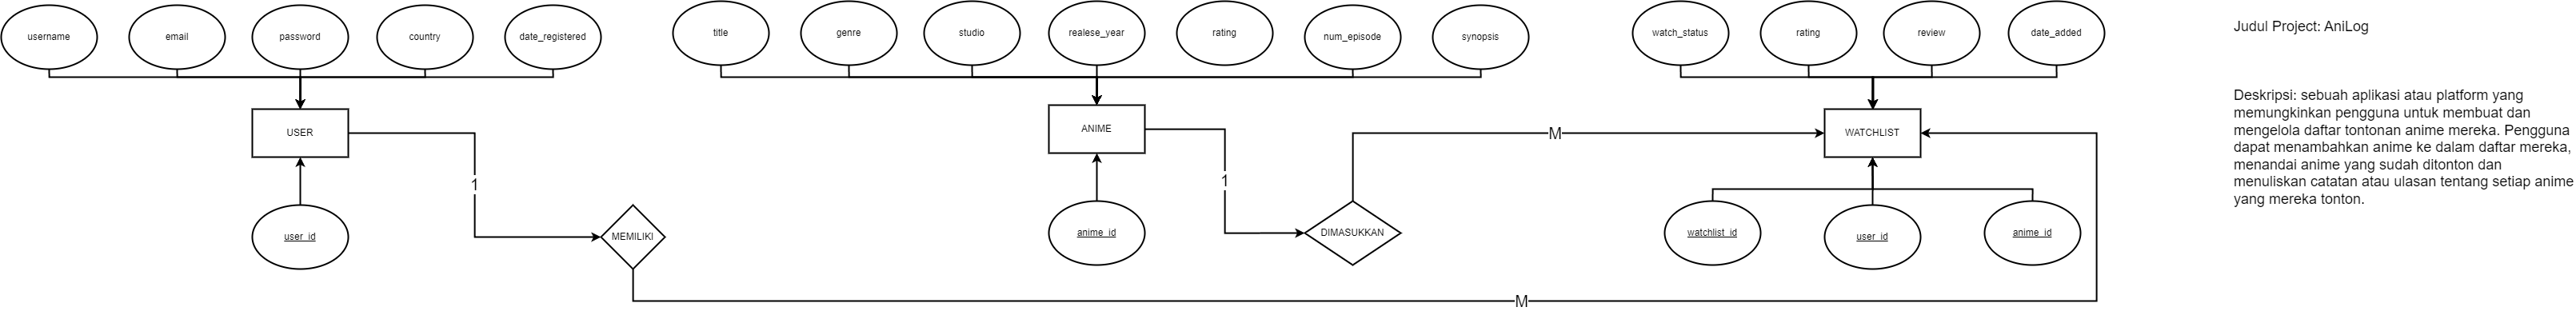 username
email
password
country
date_registered
title
genre
studio
realese_year
rating
num_episode
synopsis
watch_status
rating
review
date_added
USER
ANIME
WATCHLIST
1
1
M
M
MEMILIKI
DIMASUKKAN
user_id
anime_id
watchlist_id
user_id
anime_id
Judul Project: AniLog
Deskripsi: sebuah aplikasi atau platform yang
memungkinkan pengguna untuk membuat dan
mengelola daftar tontonan anime mereka. Pengguna
dapat menambahkan anime ke dalam daftar mereka,
menandai anime yang sudah ditonton dan
menuliskan catatan atau ulasan tentang setiap anime
yang mereka tonton.